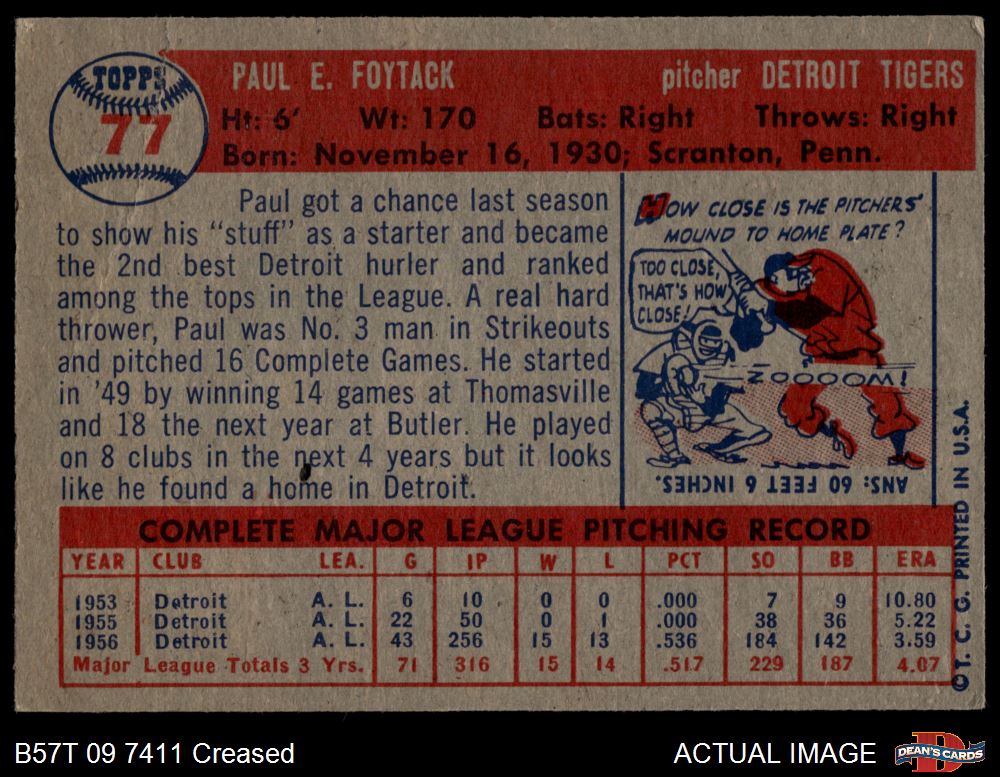 TOPPS
77
PAUL E. FOYTACK pitcher DETROIT TIGERS
Ht: 6' Wt: 170 Bats: Right Throws: Right
Born: November 16, 1930; Scranton, Penn.
Paul got a chance last season
to show his "stuff" as a starter and became
the 2nd best Detroit hurler and ranked
among the tops in the League. A real hard
thrower, Paul was No. 3 man in Strikeouts
and pitched 16 Complete Games. He started
in '49 by winning 14 games at Thomasville
and 18 the next year at Butler. He played
on 8 clubs in the next 4 years but it looks
like he found a home in Detroit.
HOW CLOSE IS THE PITCHERS'
MOUND TO HOME PLATE?
TOO CLOSE,
THAT'S HOW
CLOSE!
ZOOOOOM!
ANS: 60 FEET 6 INCHES.
COMPLETE MAJOR LEAGUE PITCHING RECORD
YEAR CLUB LEA. G IP W L PCT SO BB ERA
1953 Detroit A. L. 6 10 0 0 .000 7 9 10.80
1955 Detroit A. L. 22 50 0 1 .000 38 36 5.22
1956 Detroit A. L. 43 256 15 13 .536 184 142 3.59
Major League Totals 3 Yrs. 71 316 15 14 .517 229 187 4.07
©T. C. G. PRINTED IN U.S.A.
B57T 09 7411 Creased ACTUAL IMAGE
DEAN'S CARDS